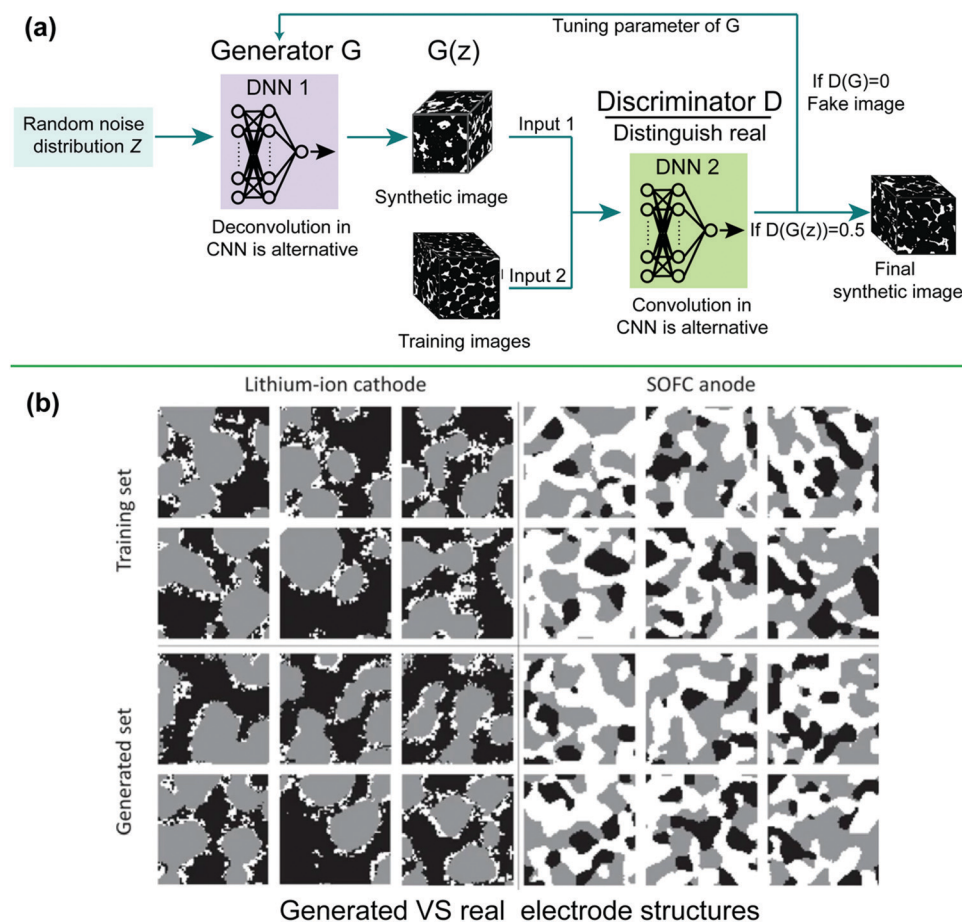 (a)
Tuning parameter of G
Generator G
G(z)
DNN 1
If D(G)=0
Fake image
Random noise
distribution Z
Input 1
Discriminator D
Distinguish real
DNN 2
Synthetic image
Deconvolution in
CNN is alternative
If D(G(z))=0.5
Input 2
Final
synthetic image
Training images
Convolution in
CNN is alternative
(b)
Lithium-ion cathode
SOFC anode
Training set
Generated set
Generated VS real electrode structures